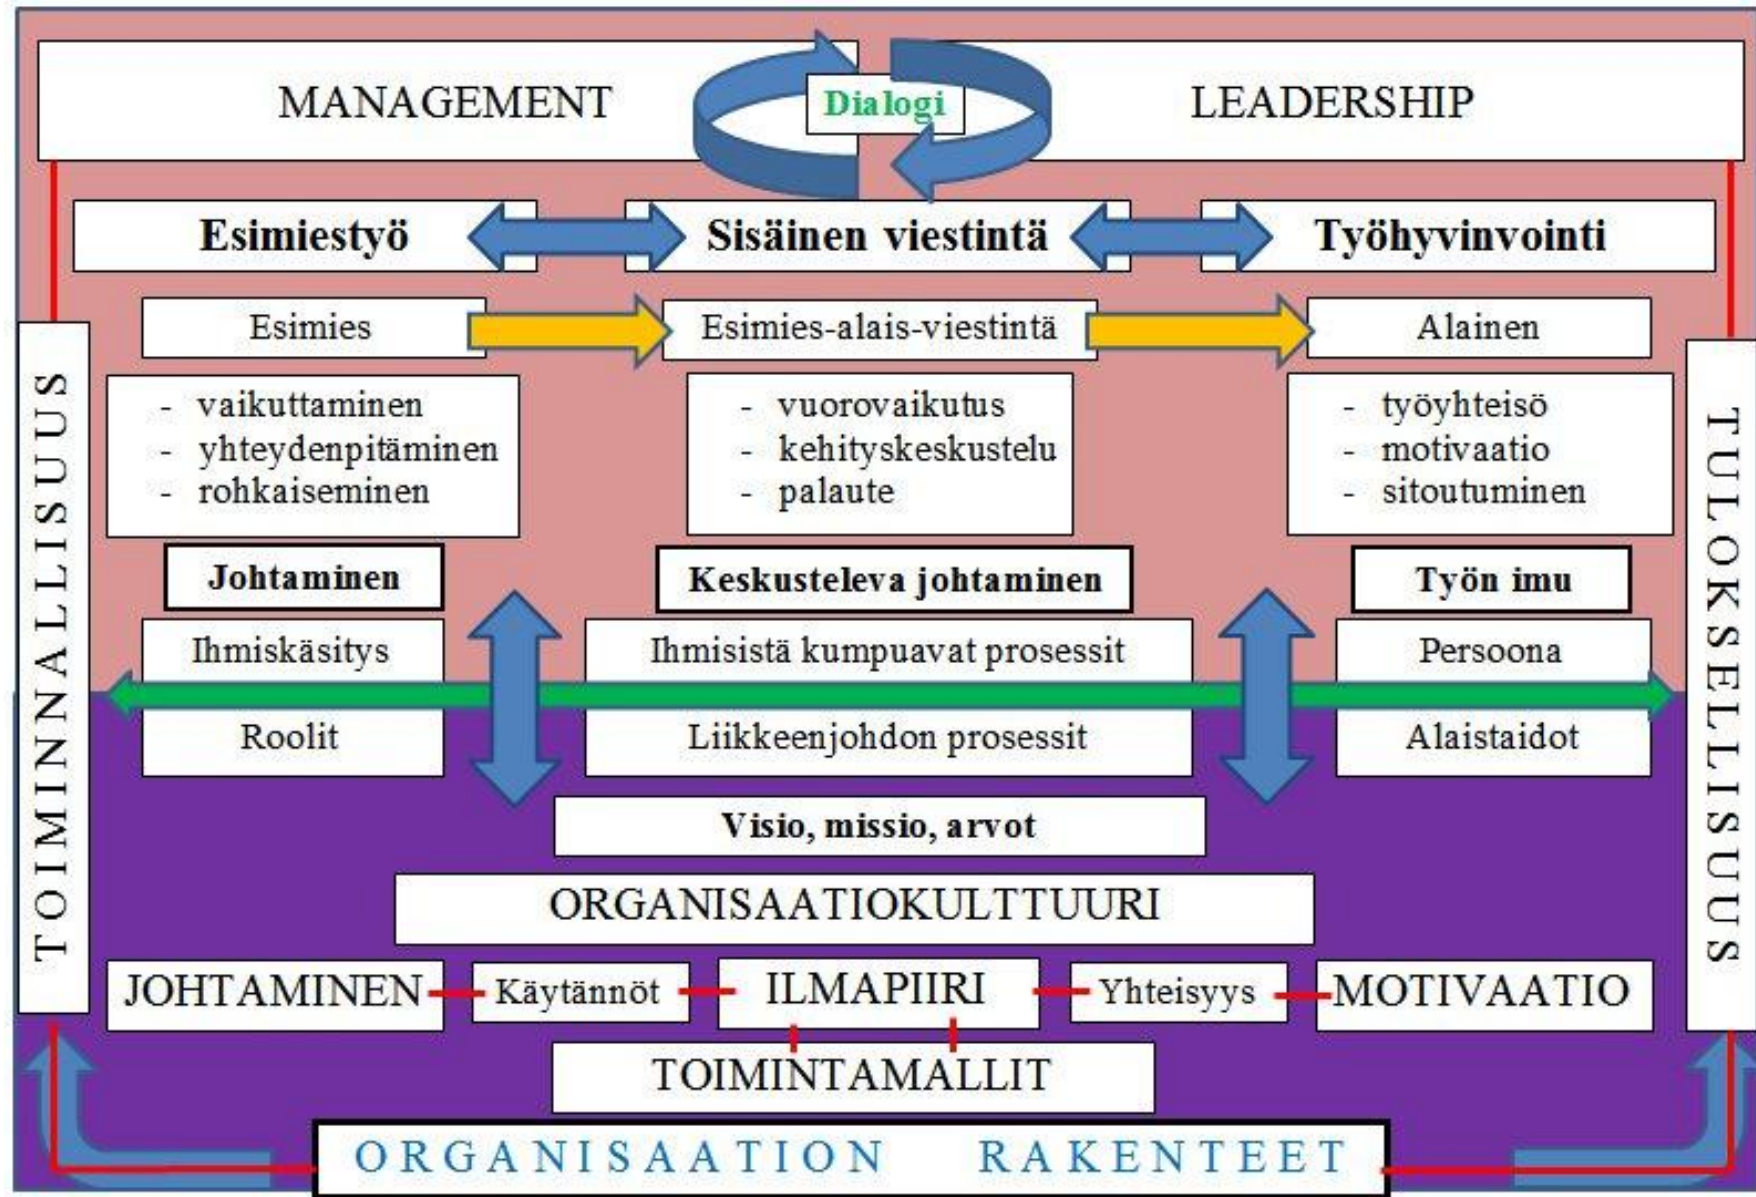 MANAGEMENT
Dialogi
LEADERSHIP
Esimiestyö
Sisäinen viestintä
Työhyvinvointi
Esimies
Esimies-alais-viestintä
Alainen
- vaikuttaminen
- yhteydenpitäminen
- rohkaiseminen
- vuorovaikutus
- kehityskeskustelu
- palaute
- työyhteisö
- motivaatio
- sitoutuminen
Johtaminen
Keskusteleva johtaminen
Työn imu
Ihmiskäsitys
Ihmisistä kumpuavat prosessit
Persoona
Roolit
Liikkeenjohdon prosessit
Alaistaidot
Visio, missio, arvot
ORGANISAATIOKULTTUURI
JOHTAMINEN
Käytännöt
ILMAPIIRI
Yhteisyys
MOTIVAATIO
TOIMINTAMALLIT
ORGANISAATION RAKENTEET
TOIMINNALLISUUS
TULOKSELLISUUS